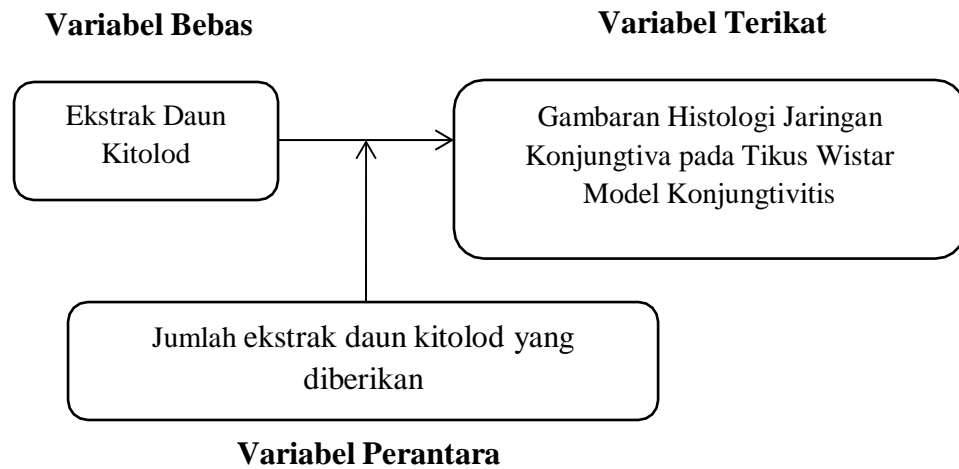 Variabel Bebas
Variabel Terikat
Ekstrak Daun
Kitolod
Gambaran Histologi Jaringan
Konjungtiva pada Tikus Wistar
Model Konjungtivitis
Jumlah ekstrak daun kitolod yang
diberikan
Variabel Perantara